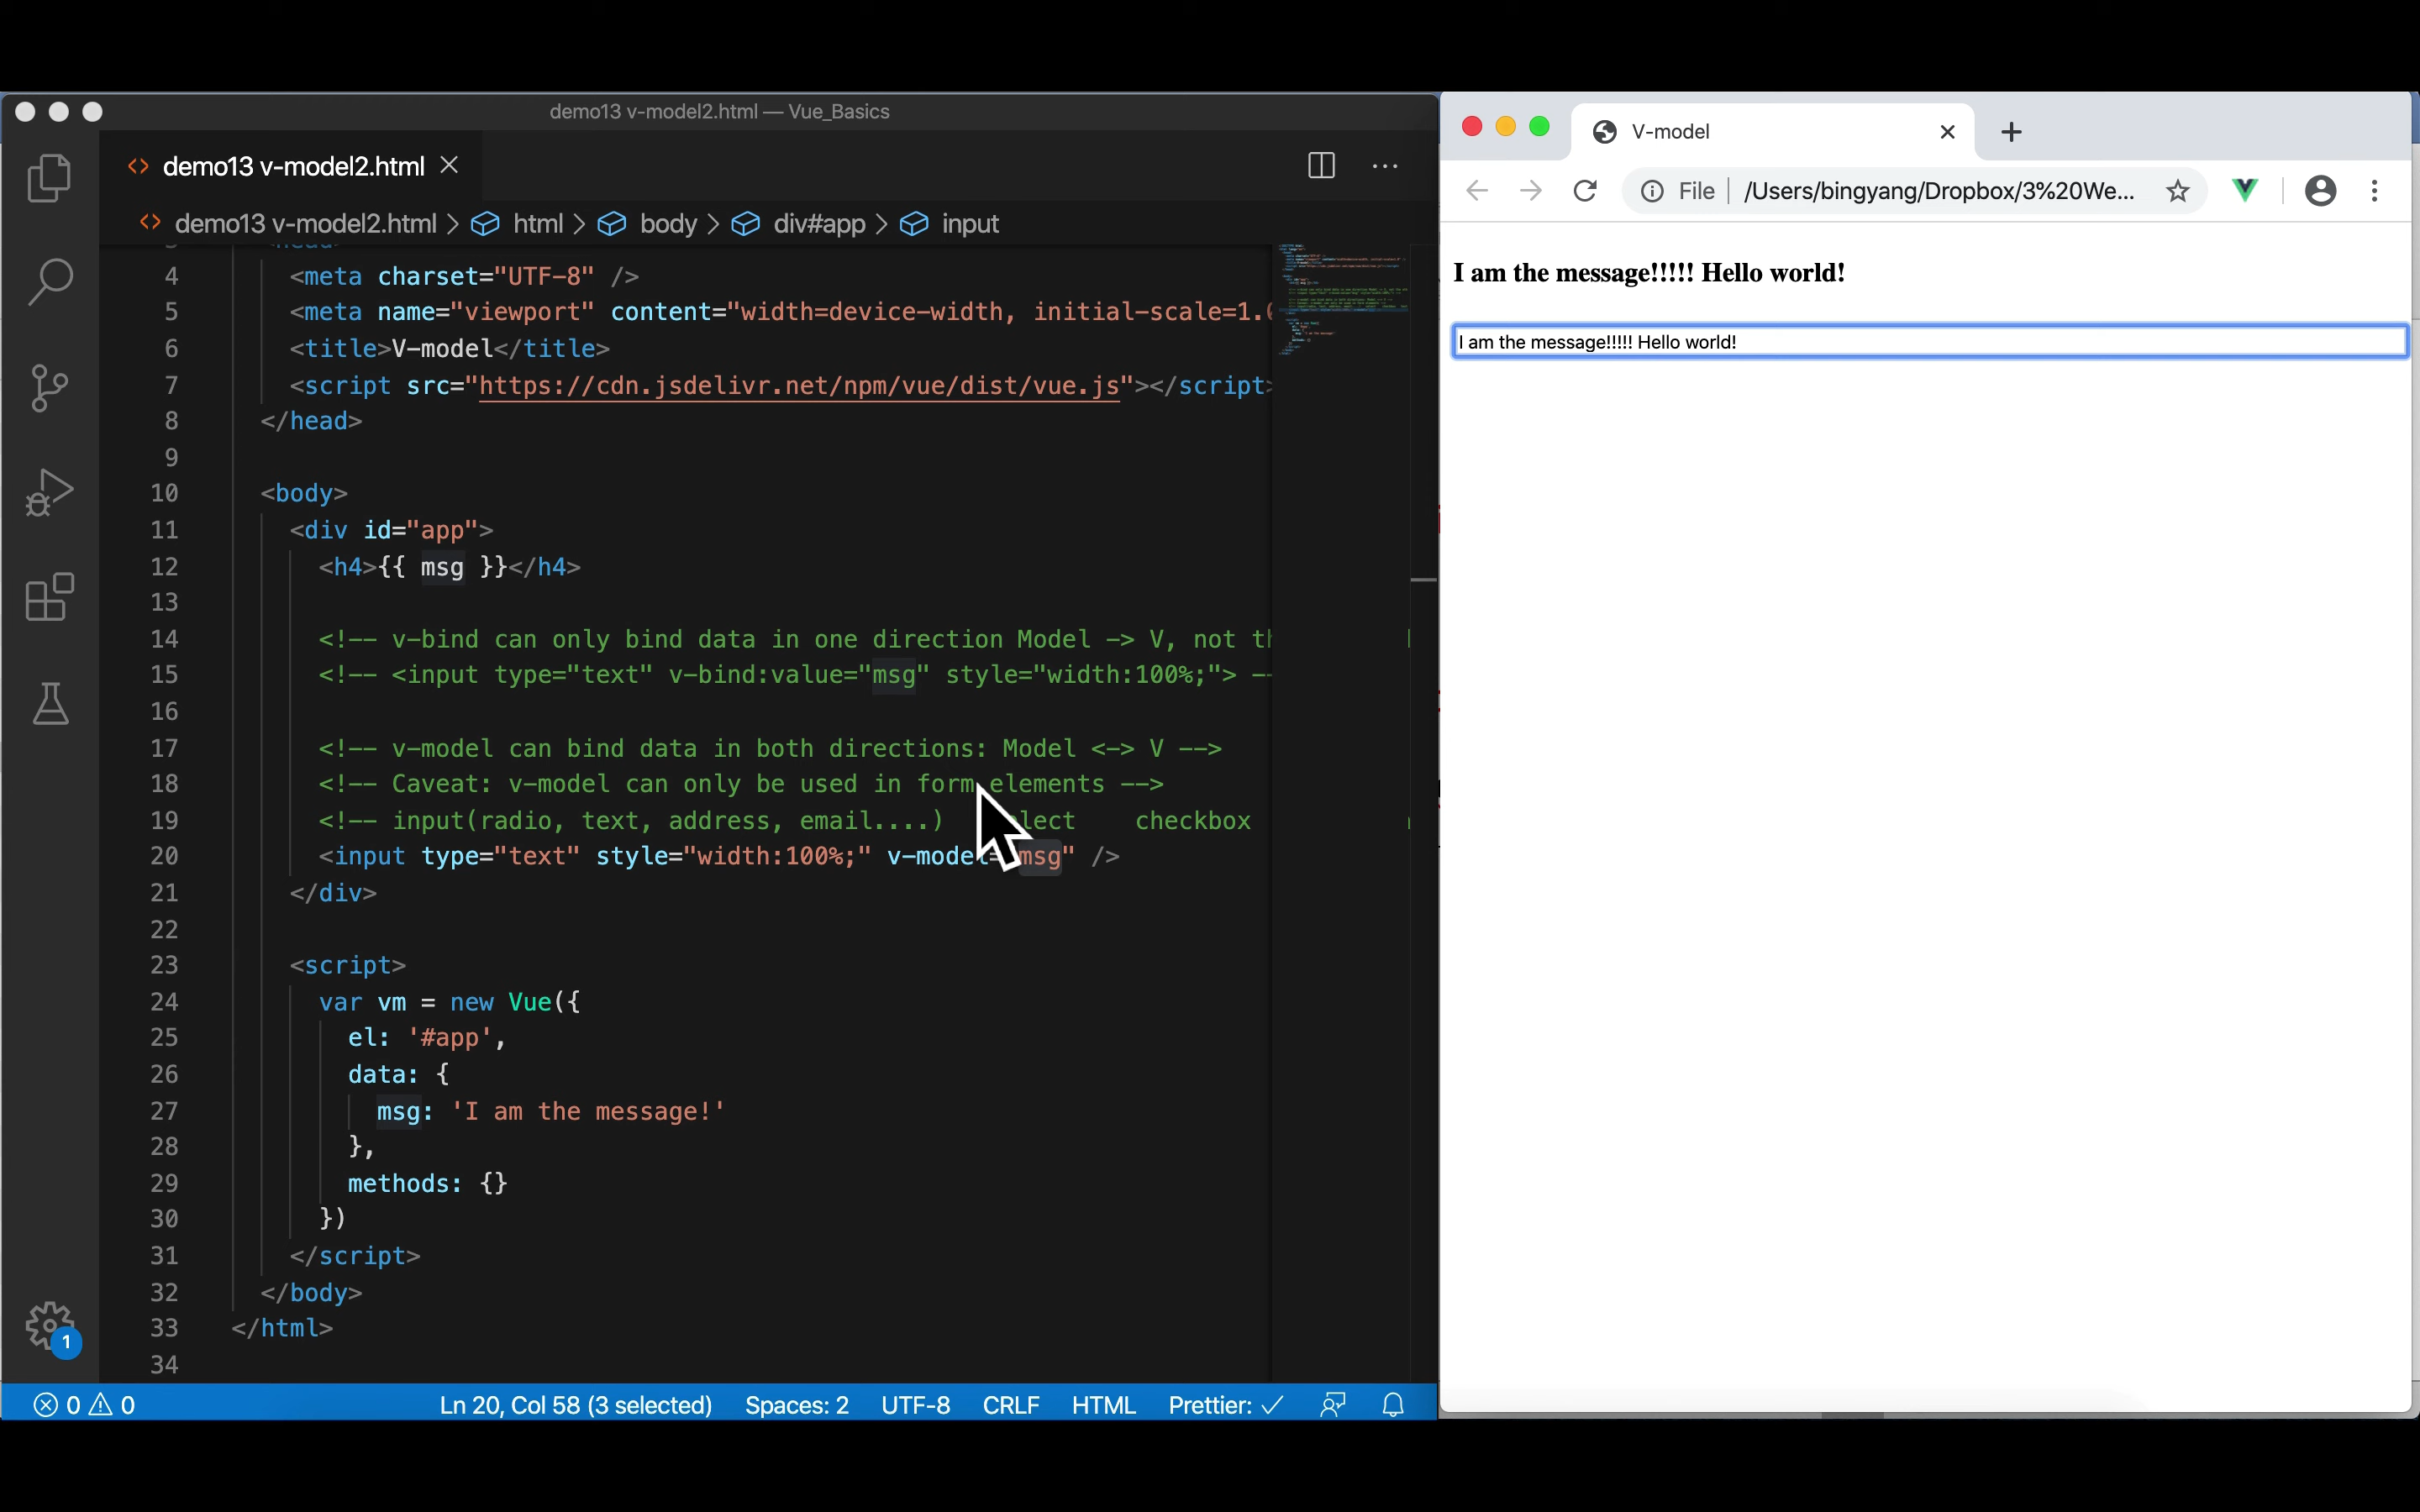 demo13 v-model2.html — Vue_Basics
demo13 v-model2.html
demo13 v-model2.html > html > body > div#app > input
4 <meta charset="UTF-8" />
5 <meta name="viewport" content="width=device-width, initial-scale=1.
6 <title>V-model</title>
7 <script src="https://cdn.jsdelivr.net/npm/vue/dist/vue.js"></script>
8 </head>
9
10 <body>
11 <div id="app">
12 <h4>{{ msg }}</h4>
13
14 <!-- v-bind can only bind data in one direction Model -> V, not
15 <!-- <input type="text" v-bind:value="msg" style="width:100%;">
16
17 <!-- v-model can bind data in both directions: Model <-> V -->
18 <!-- Caveat: v-model can only be used in form elements -->
19 <!-- input(radio, text, address, email....) checkbox
20 <input type="text" style="width:100%;" v-model="msg" />
21 </div>
22
23 <script>
24 var vm = new Vue({
25 el: '#app',
26 data: {
27 msg: 'I am the message!'
28 },
29 methods: {}
30 })
31 </script>
32 </body>
33 </html>
34
1
0 0 Ln 20, Col 58 (3 selected) Spaces: 2 UTF-8 CRLF HTML Prettier: ✓
V-model
File | /Users/bingyang/Dropbox/3%20We...
I am the message!!!!! Hello world!
I am the message!!!!! Hello world!